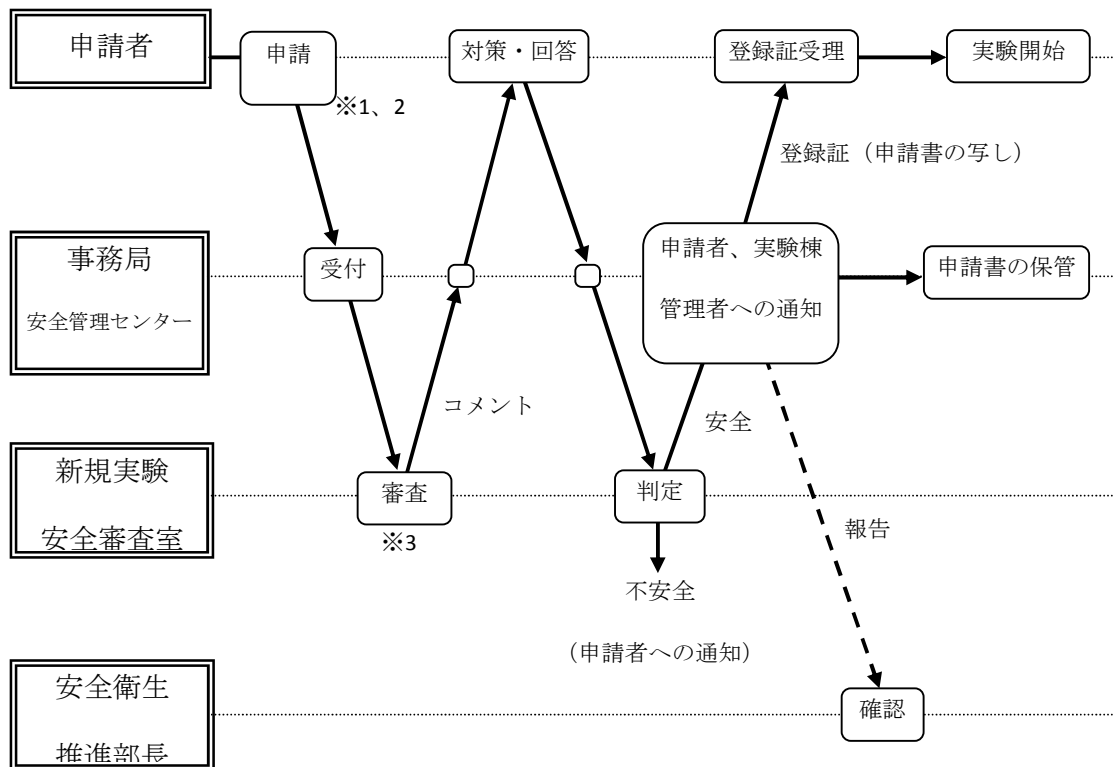 申請者
申請
対策・回答
登録証受理
実験開始
※1、2
登録証（申請書の写し）
事務局
安全管理センター
受付
申請者、実験棟
管理者への通知
申請書の保管
コメント
安全
新規実験
安全審査室
審査
判定
※3
報告
不安全
（申請者への通知）
安全衛生
推進部長
確認